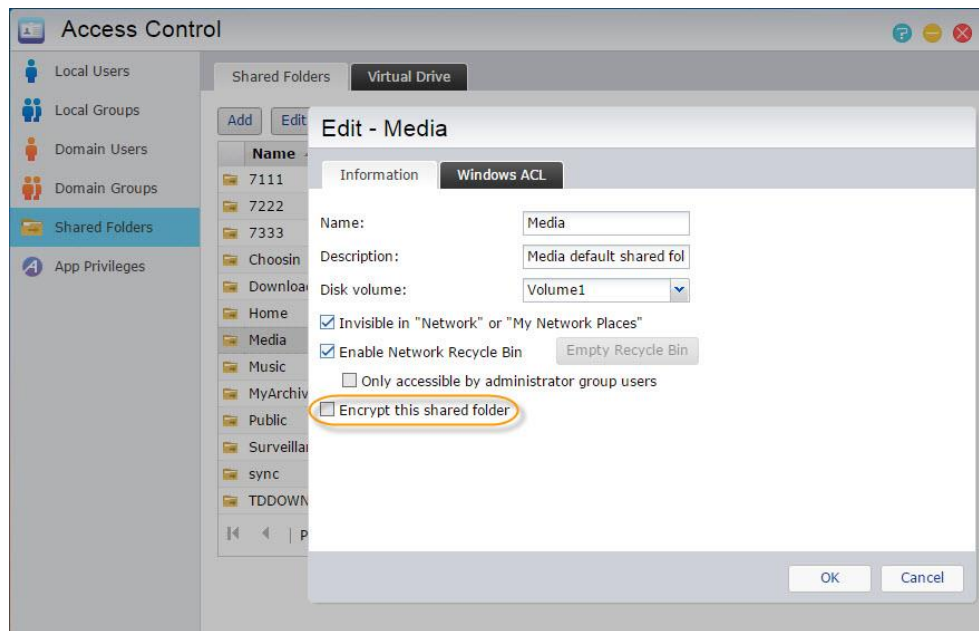 Access Control
Local Users
Local Groups
Domain Users
Domain Groups
Shared Folders
App Privileges
Shared Folders Virtual Drive
Add Edit
Name
7111
7222
7333
Choosin
Downloa
Home
Media
Music
MyArchiv
Public
Surveilla
sync
TDDOWN
P
Edit - Media
Information Windows ACL
Name: Media
Description: Media default shared fol
Disk volume: Volume1
Invisible in "Network" or "My Network Places"
Enable Network Recycle Bin Empty Recycle Bin
Only accessible by administrator group users
Encrypt this shared folder
OK Cancel